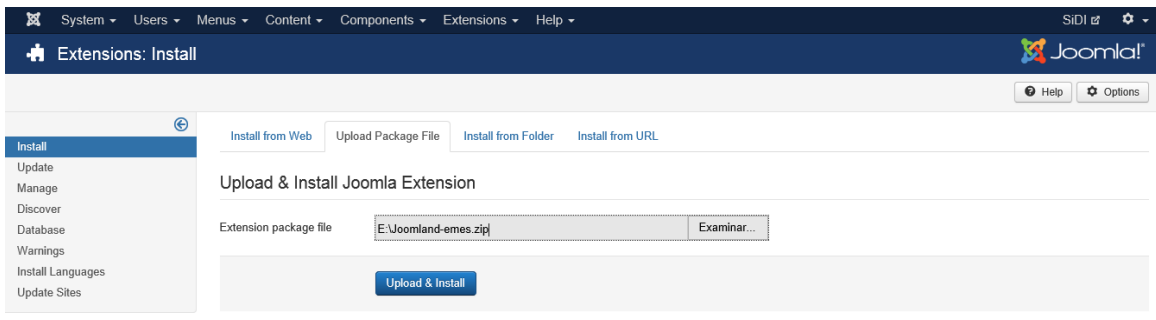 System Users Menus Content Components Extensions Help SiDI
Extensions: Install Joomla!
Help Options
Install from Web Upload Package File Install from Folder Install from URL
Install
Update
Manage
Discover
Database
Warnings
Install Languages
Update Sites
Upload & Install Joomla Extension
Extension package file E:\Joomland-emes.zip Examinar...
Upload & Install